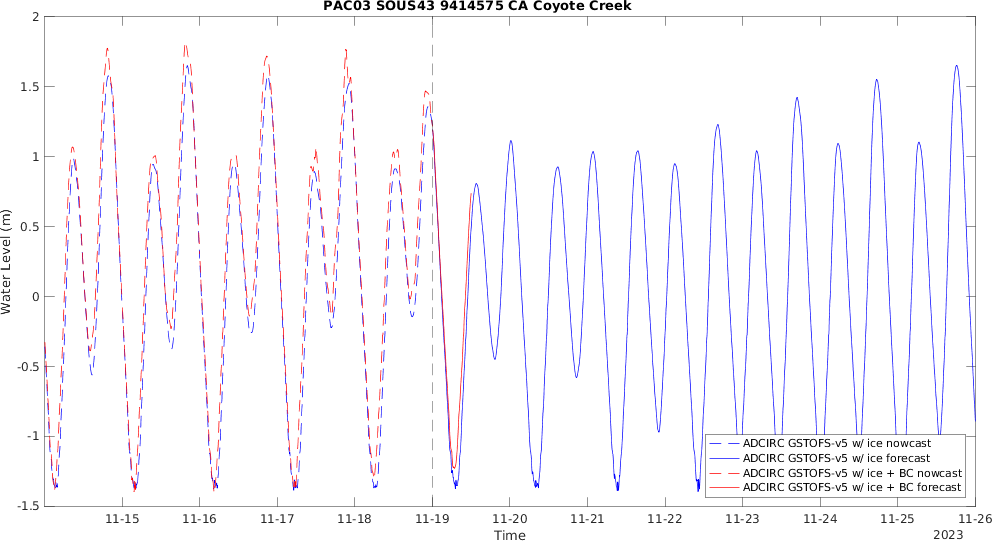 PAC03 SOUS43 9414575 CA Coyote Creek
2
1.5
1
0.5
0
-0.5
-1
-1.5
Water Level (m)
ADCIRC GSTOFS-v5 w/ ice nowcast
ADCIRC GSTOFS-v5 w/ ice forecast
ADCIRC GSTOFS-v5 w/ ice + BC nowcast
ADCIRC GSTOFS-v5 w/ ice + BC forecast
11-15 11-16 11-17 11-18 11-19 11-20 11-21 11-22 11-23 11-24 11-25 11-26
Time
2023